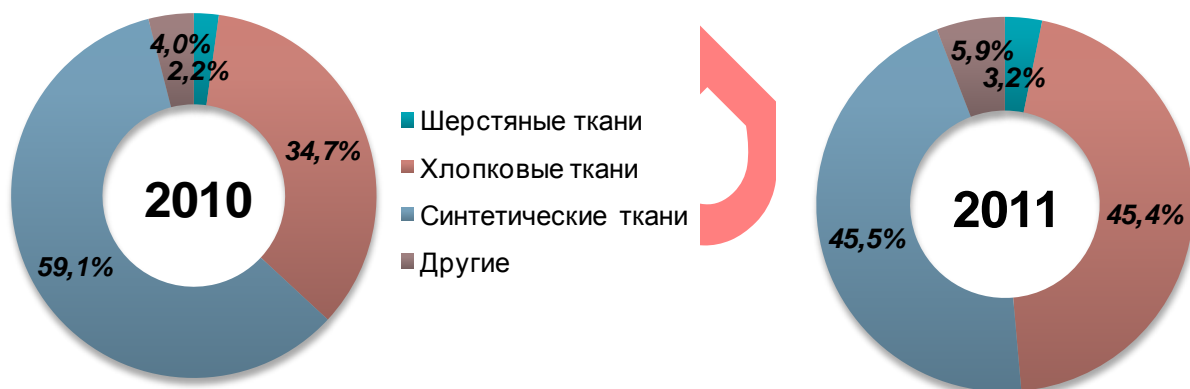 4,0%
2,2%
34,7%
2010
59,1%
Шерстяные ткани
Хлопковые ткани
Синтетические ткани
Другие
5,9%
3,2%
45,4%
2011
45,5%